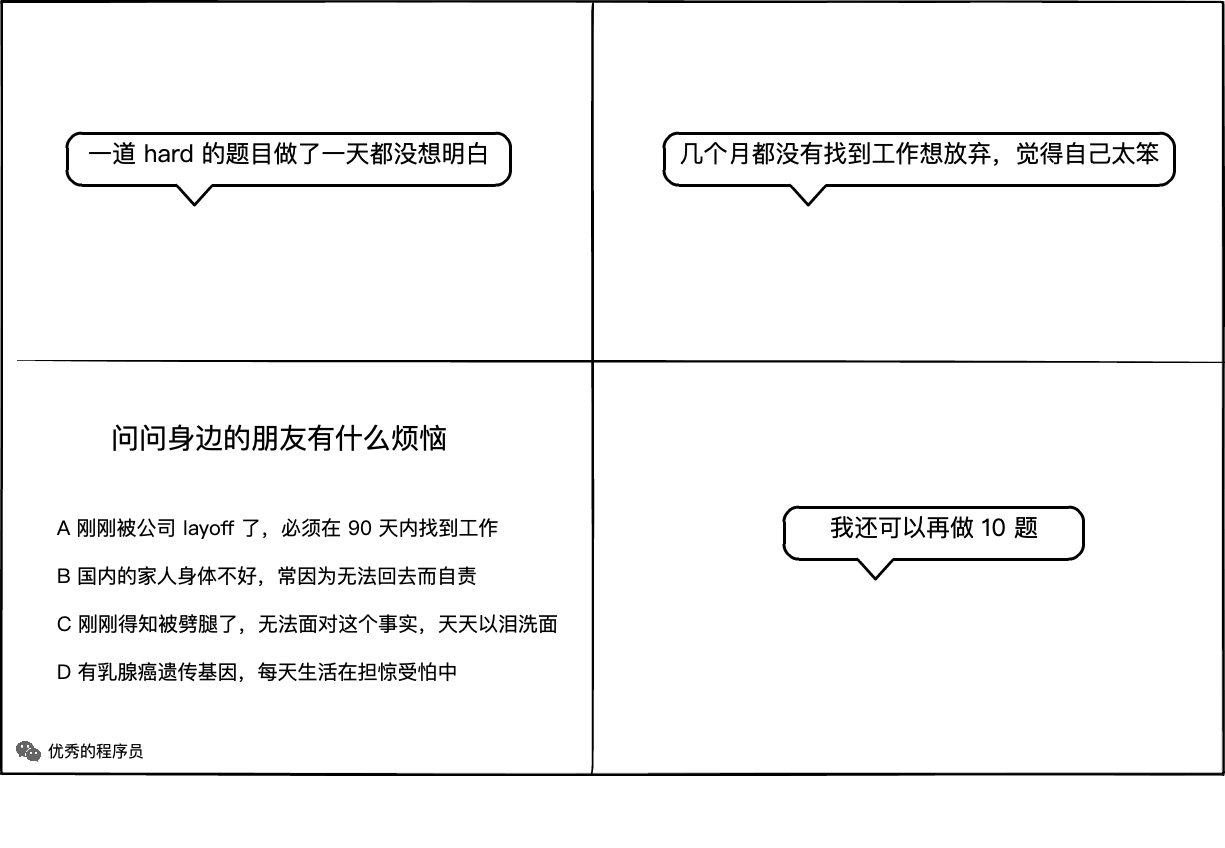 一道 hard 的题目做了一天都没想明白
几个月都没有找到工作想放弃，觉得自己太笨
问问身边的朋友有什么烦恼
A 刚刚被公司 layoff 了，必须在 90 天内找到工作
B 国内的家人身体不好，常因为无法回去而自责
C 刚刚得知被劈腿了，无法面对这个事实，天天以泪洗面
D 有乳腺癌遗传基因，每天生活在担惊受怕中
优秀的程序员
我还可以再做 10 题